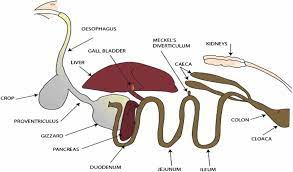 OESOPHAGUS
GALL BLADDER
LIVER
MECKEL'S
DIVERTICULUM
KIDNEYS
CAECA
CROP
PROVENTRICULUS
GIZZARD
PANCREAS
DUODENUM
JEJUNUM
ILEUM
COLON
CLOACA